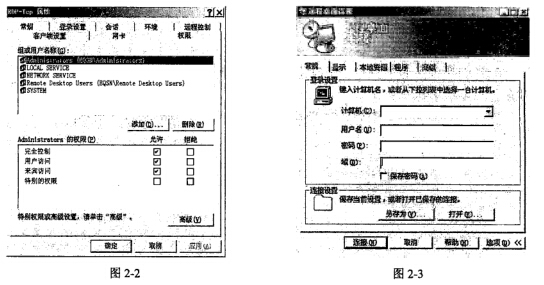 RDP-Tcp 属性
常规 登录设置 会话 环境 远程控制
客户端设置 网卡 权限
组或用户名称(G):
Administrators (EQSN\Administrators)
LOCAL SERVICE
NETWORK SERVICE
Remote Desktop Users (EQSN\Remote Desktop Users)
SYSTEM
添加(D)... 删除(R)
Administrators 的权限(P) 允许 拒绝
完全控制
用户访问
来宾访问
特别的权限
特别权限或高级设置，请单击“高级”。
高级(V)
确定 取消 应用(A)
图 2-2
远程桌面连接
常规 显示 本地资源 程序 高级
登录设置
键入计算机名，或者从下拉列表中选择一台计算机。
计算机(C):
用户名(U):
密码(P):
域(D):
保存密码(A)
连接设置
保存当前设置，或者打开已保存的连接。
另存为(V)... 打开(E)...
连接(N) 取消 帮助(H) 选项(O) <<
图 2-3